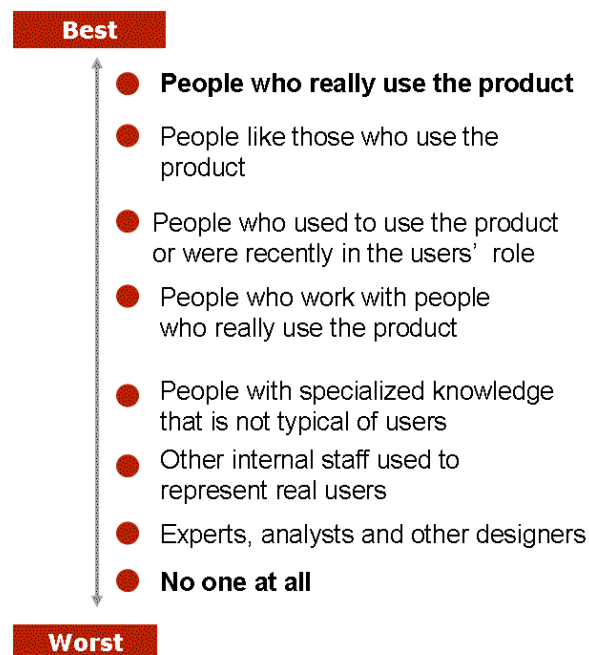 Best
People who really use the product
People like those who use the
product
People who used to use the product
or were recently in the users’ role
People who work with people
who really use the product
People with specialized knowledge
that is not typical of users
Other internal staff used to
represent real users
Experts, analysts and other designers
No one at all
Worst